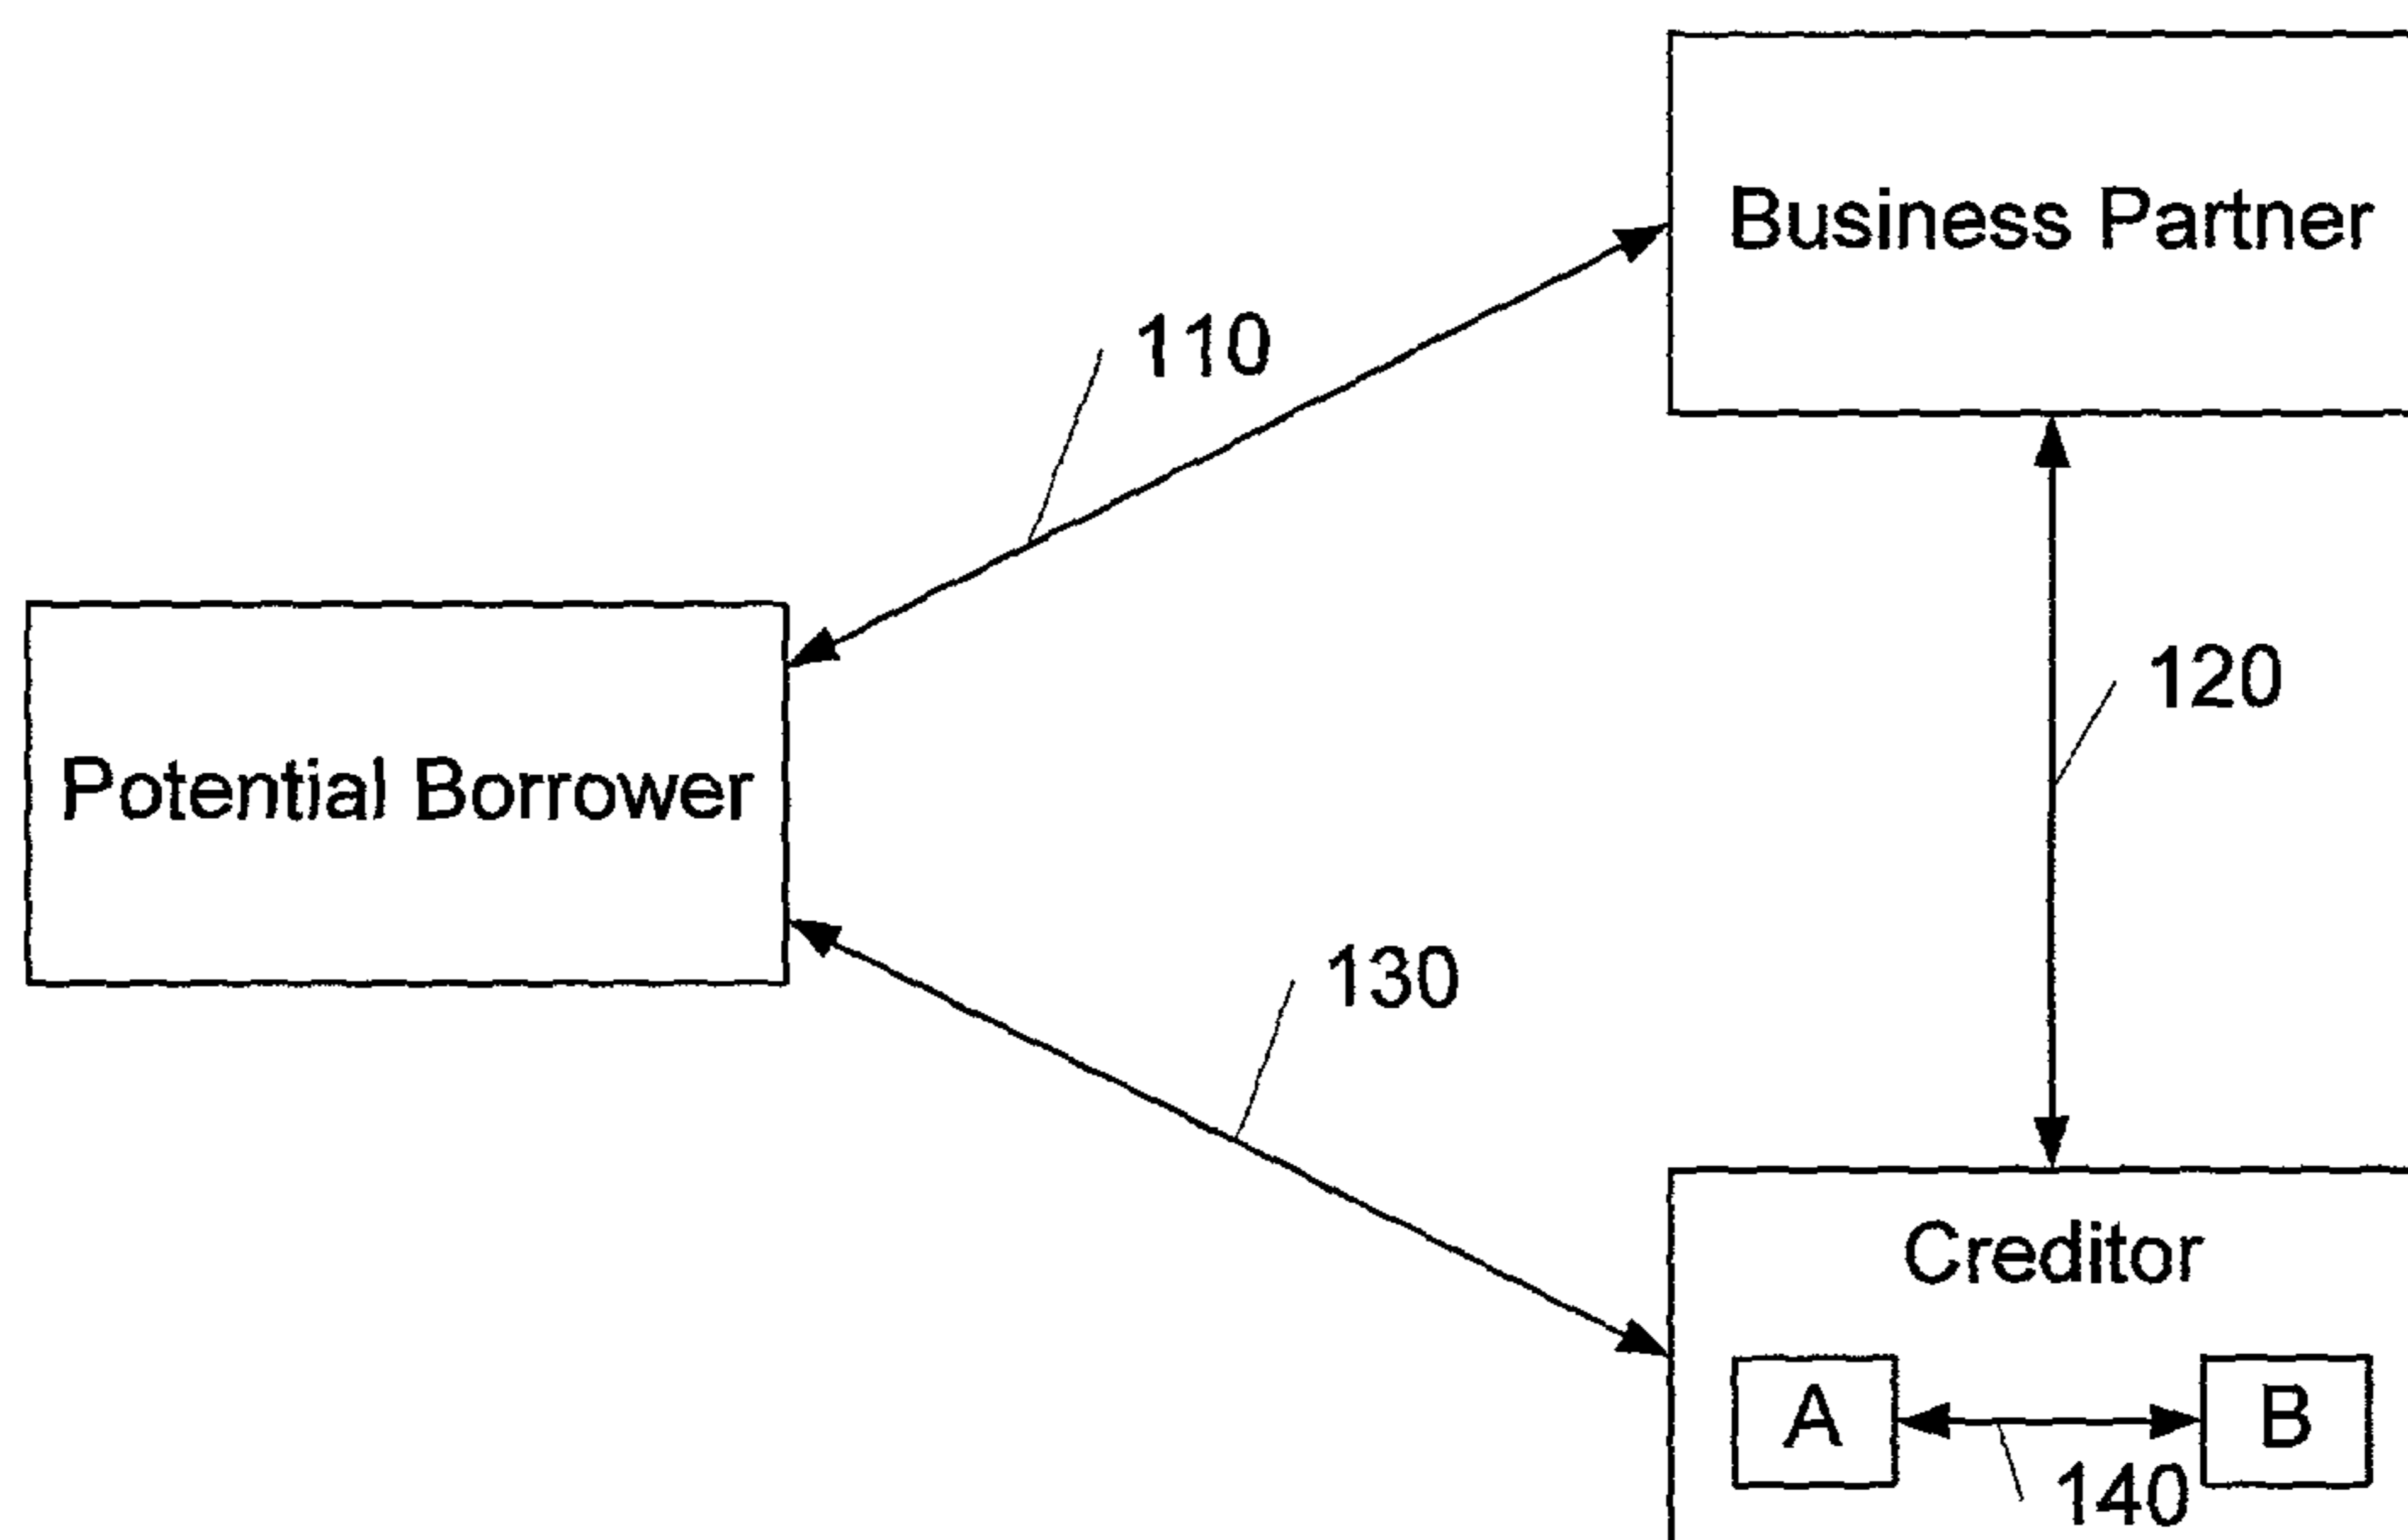 Business Partner
110
120
Potential Borrower
130
Creditor
A
B
140